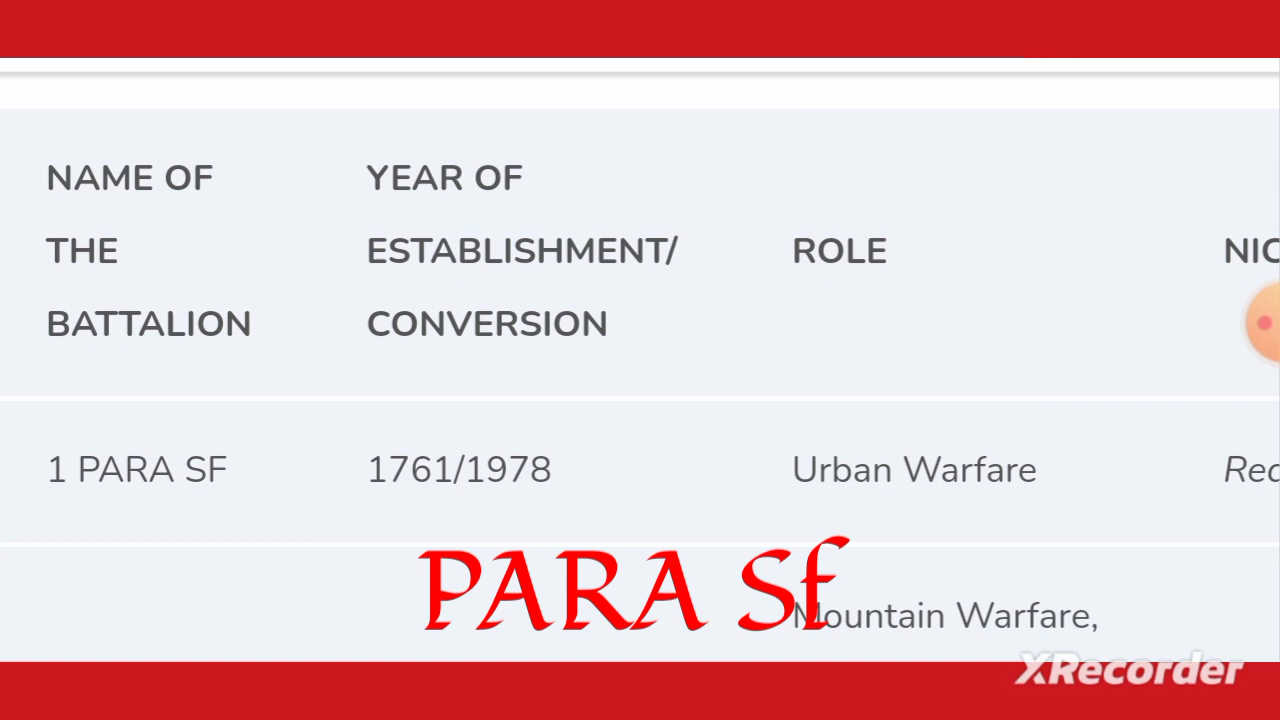 NAME OF
THE
BATTALION
YEAR OF
ESTABLISHMENT/
CONVERSION
ROLE
1 PARA SF
1761/1978
Urban Warfare
PARA Sf
Mountain Warfare,
XRecorder